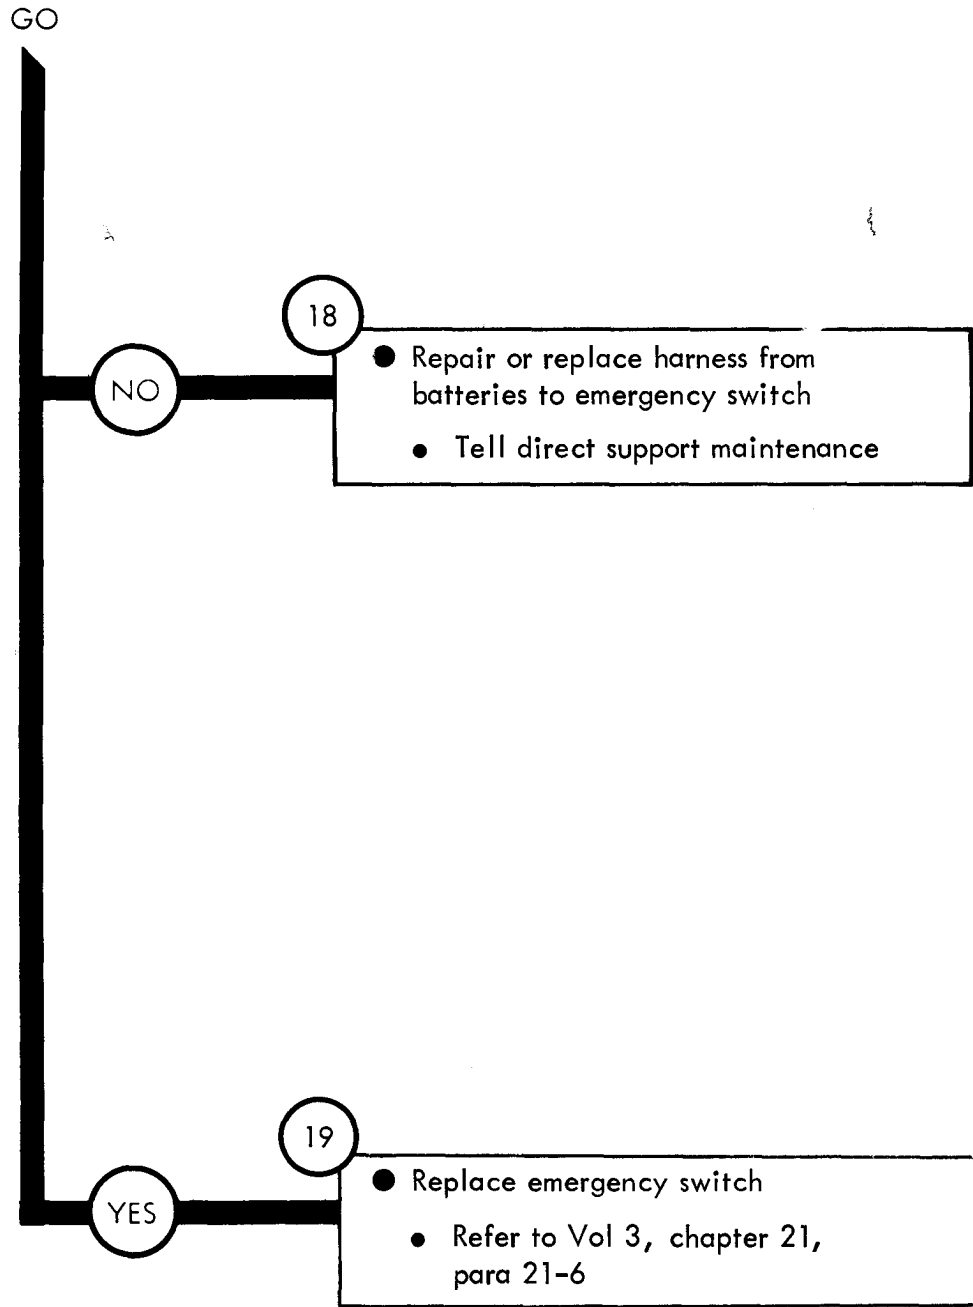 GO
18
● Repair or replace harness from
batteries to emergency switch
● Tell direct support maintenance
NO
19
● Replace emergency switch
● Refer to Vol 3, chapter 21,
para 21-6
YES